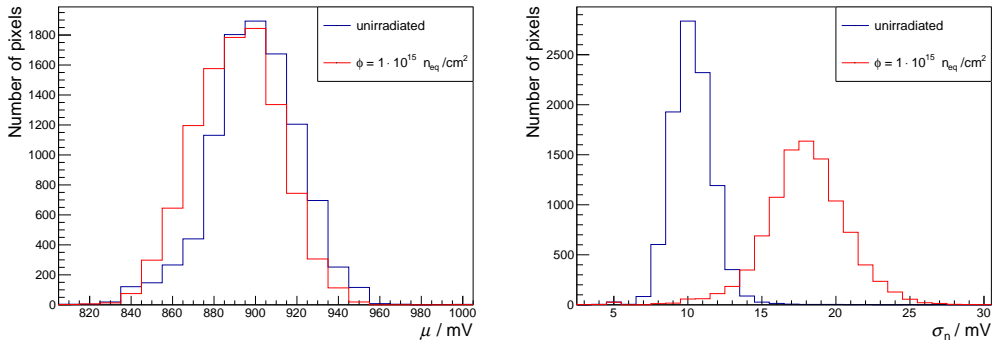 Number of pixels
1800
1600
1400
1200
1000
800
600
400
200
0
820 840 860 880 900 920 940 960 980 1000
μ / mV
unirradiated
ϕ = 1 · 10¹⁵ n_eq /cm²
Number of pixels
2500
2000
1500
1000
500
0
5 10 15 20 25 30
σ_n / mV
unirradiated
ϕ = 1 · 10¹⁵ n_eq /cm²